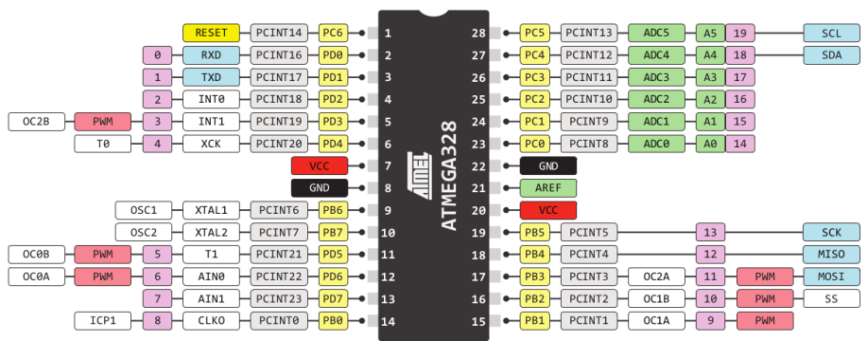 RESET PCINT14 PC6 1 28 PC5 PCINT13 ADC5 A5 19 SCL
0 RXD PCINT16 PD0 2 27 PC4 PCINT12 ADC4 A4 18 SDA
1 TXD PCINT17 PD1 3 26 PC3 PCINT11 ADC3 A3 17
2 INT0 PCINT18 PD2 4 25 PC2 PCINT10 ADC2 A2 16
OC2B PWM 3 INT1 PCINT19 PD3 5 24 PC1 PCINT9 ADC1 A1 15
T0 4 XCK PCINT20 PD4 6 23 PC0 PCINT8 ADC0 A0 14
VCC 7 22 GND
GND 8 21 AREF
OSC1 XTAL1 PCINT6 PB6 9 20 VCC
OSC2 XTAL2 PCINT7 PB7 10 19 PB5 PCINT5 13 SCK
OC0B PWM 5 T1 PCINT21 PD5 11 18 PB4 PCINT4 12 MISO
OC0A PWM 6 AIN0 PCINT22 PD6 12 17 PB3 PCINT3 OC2A 11 PWM MOSI
7 AIN1 PCINT23 PD7 13 16 PB2 PCINT2 OC1B 10 PWM SS
ICP1 8 CLKO PCINT0 PB0 14 15 PB1 PCINT1 OC1A 9 PWM
ATMEL
ATMEGA328